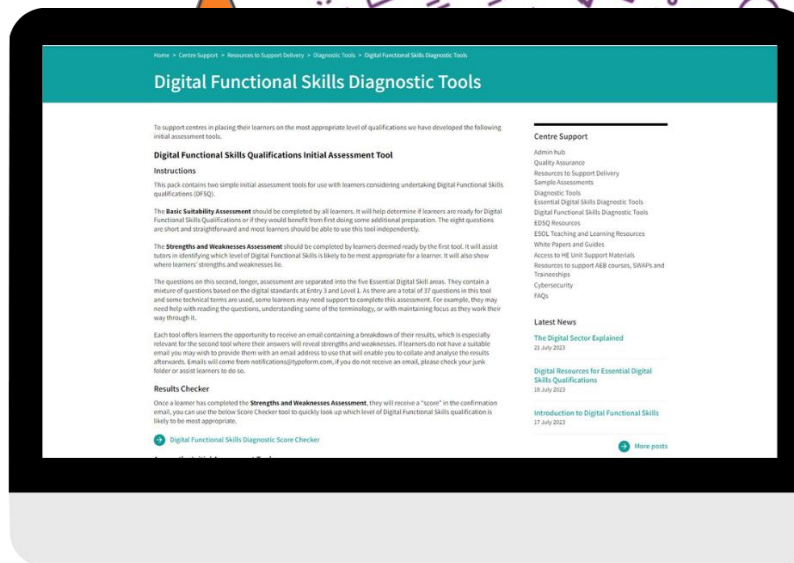 Home > Centre Support > Resources to Support Delivery > Diagnostic Tools > Digital Functional Skills Diagnostic Tools
Digital Functional Skills Diagnostic Tools
To support centres in placing their learners on the most appropriate level of qualifications we have developed the following
initial assessment tools.
Digital Functional Skills Qualifications Initial Assessment Tool
Instructions
This pack contains two simple initial assessment tools for use with learners considering undertaking Digital Functional Skills
qualifications (DFSQ).
The Basic Suitability Assessment should be completed by all learners. It will help determine if learners are ready for Digital
Functional Skills Qualifications or if they would benefit from first doing some additional preparation. The eight questions
are short and straightforward and most learners should be able to use this tool independently.
The Strengths and Weaknesses Assessment should be completed by learners deemed ready by the first tool. It will assist
tutors in identifying which level of Digital Functional Skills is likely to be most appropriate for a learner. It will also show
where learners' strengths and weaknesses lie.
The questions on this second, longer, assessment are separated into the five Essential Digital Skill areas. They contain a
mixture of questions based on the digital standards at Entry 3 and Level 1. As there are a total of 37 questions in this tool
and some technical terms are used, some learners may need support to complete this assessment. For example, they may
need help with reading the questions, understanding some of the terminology, or with maintaining focus as they work their
way through it.
Each tool offers learners the opportunity to receive an email containing a breakdown of their results, which is especially
relevant for the second tool where their answers will reveal strengths and weaknesses. If learners do not have a suitable
email you may wish to provide them with an email address to use that will enable you to collate and analyse the results
afterwards. Emails will come from notifications@typeform.com, if you do not receive an email, please check your junk
folder or assist learners to do so.
Results Checker
Once a learner has completed the Strengths and Weaknesses Assessment, they will receive a "score" in the confirmation
email, you can use the below Score Checker tool to quickly look up which level of Digital Functional Skills qualification is
likely to be most appropriate.
Digital Functional Skills Diagnostic Score Checker
Centre Support
Admin hub
Quality Assurance
Resources to Support Delivery
Sample Assessments
Diagnostic Tools
Essential Digital Skills Diagnostic Tools
Digital Functional Skills Diagnostic Tools
EDSQ Resources
ESOL Teaching and Learning Resources
White Papers and Guides
Access to HE Unit Support Materials
Resources to support AEB courses, SWAPs and
Traineeships
Cybersecurity
FAQs
Latest News
The Digital Sector Explained
21 July 2023
Digital Resources for Essential Digital
Skills Qualifications
18 July 2023
Introduction to Digital Functional Skills
17 July 2023
More posts